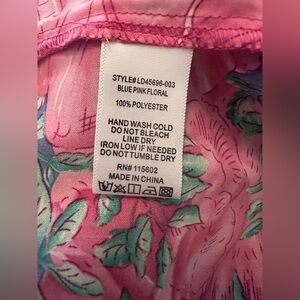 STYLE# LD45696-003
BLUE PINK FLORAL
100% POLYESTER
HAND WASH COLD
DO NOT BLEACH
LINE DRY
IRON LOW IF NEEDED
DO NOT TUMBLE DRY
RN# 115602
MADE IN CHINA